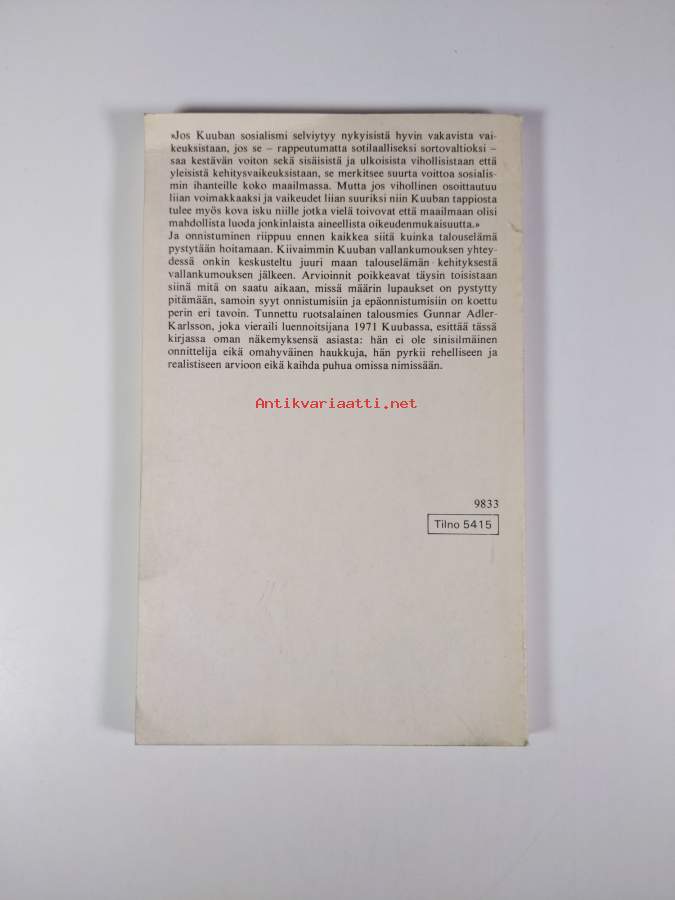 »Jos Kuuban sosialismi selviytyy nykyisistä hyvin vakavista vai-
keuksistaan, jos se – rappeutumatta sotilaalliseksi sortovaltioksi –
saa kestävän voiton sekä sisäisistä ja ulkoisista vihollisistaan että
yleisistä kehitysvaikeuksistaan, se merkitsee suurta voittoa sosialis-
min ihanteille koko maailmassa. Mutta jos vihollinen osoittautuu
liian voimakkaaksi ja vaikeudet liian suuriksi niin Kuuban tappiosta
tulee myös kova isku niille jotka vielä toivovat että maailmaan olisi
mahdollista luoda jonkinlaista aineellista oikeudenmukaisuutta.»
Ja onnistuminen riippuu ennen kaikkea siitä kuinka talouselämä
pystytään hoitamaan. Kiivaimmin Kuuban vallankumouksen yhtey-
dessä onkin keskusteltu juuri maan talouselämän kehityksestä
vallankumouksen jälkeen. Arvioinnit poikkeavat täysin toisistaan
siinä mitä on saatu aikaan, missä määrin lupaukset on pystytty
pitämään, samoin syyt onnistumisiin ja epäonnistumisiin on koettu
perin eri tavoin. Tunnettu ruotsalainen talousmies Gunnar Adler-
Karlsson, joka vieraili luennoitsijana 1971 Kuubassa, esittää tässä
kirjassa oman näkemyksensä asiasta: hän ei ole sinisilmäinen
onnittelija eikä omahyväinen haukkuja, hän pyrkii rehelliseen ja
realistiseen arvioon eikä kaihda puhua omissa nimissään.
Antikvariaatti.net
9833
Tilno 5415